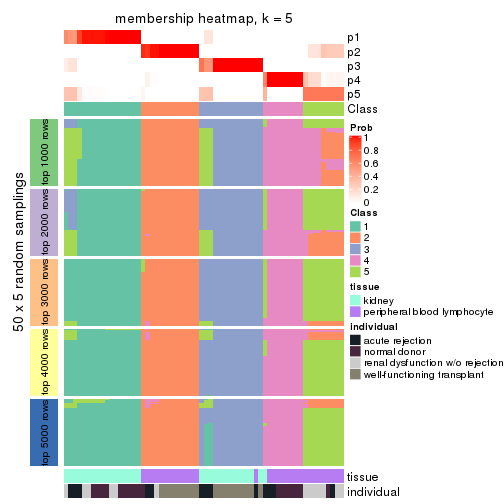 membership heatmap, k = 5
p1
p2
p3
p4
p5
Class
50 x 5 random samplings
top 1000 rows
top 2000 rows
top 3000 rows
top 4000 rows
top 5000 rows
tissue
individual
Prob
1
0.8
0.6
0.4
0.2
0
Class
1
2
3
4
5
tissue
kidney
peripheral blood lymphocyte
individual
acute rejection
normal donor
renal dysfunction w/o rejection
well-functioning transplant